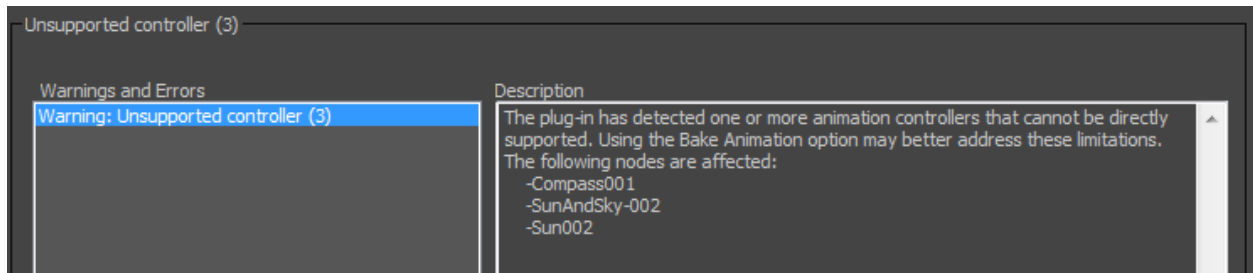 Unsupported controller (3)
Warnings and Errors
Warning: Unsupported controller (3)
Description
The plug-in has detected one or more animation controllers that cannot be directly
supported. Using the Bake Animation option may better address these limitations.
The following nodes are affected:
-Compass001
-SunAndSky-002
-Sun002